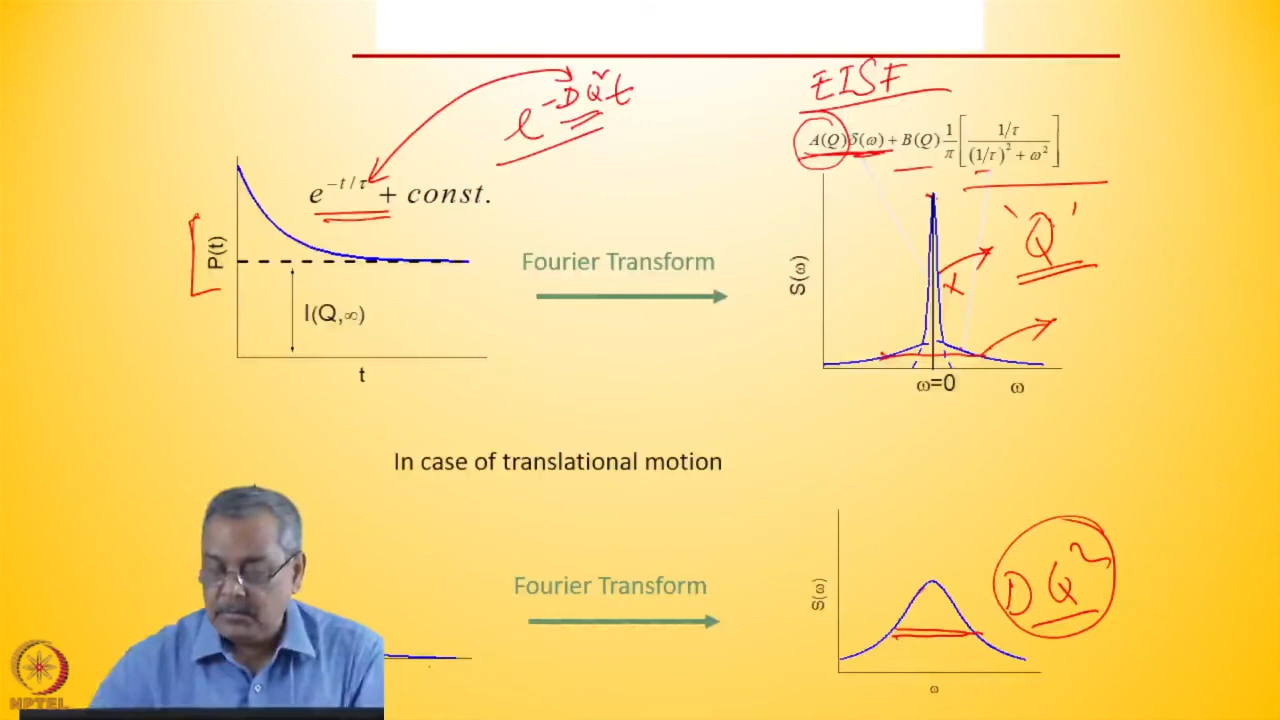 EISF
e^{-DQ²t}
A(Q)δ(ω) + B(Q) 1/π [ 1/τ / ((1/τ)² + ω²) ]
e^{-t/τ} + const.
'Q'
P(t)
Fourier Transform
S(ω)
I(Q,∞)
t
ω=0
ω
In case of translational motion
Fourier Transform
S(ω)
DQ²
ω
NPTEL